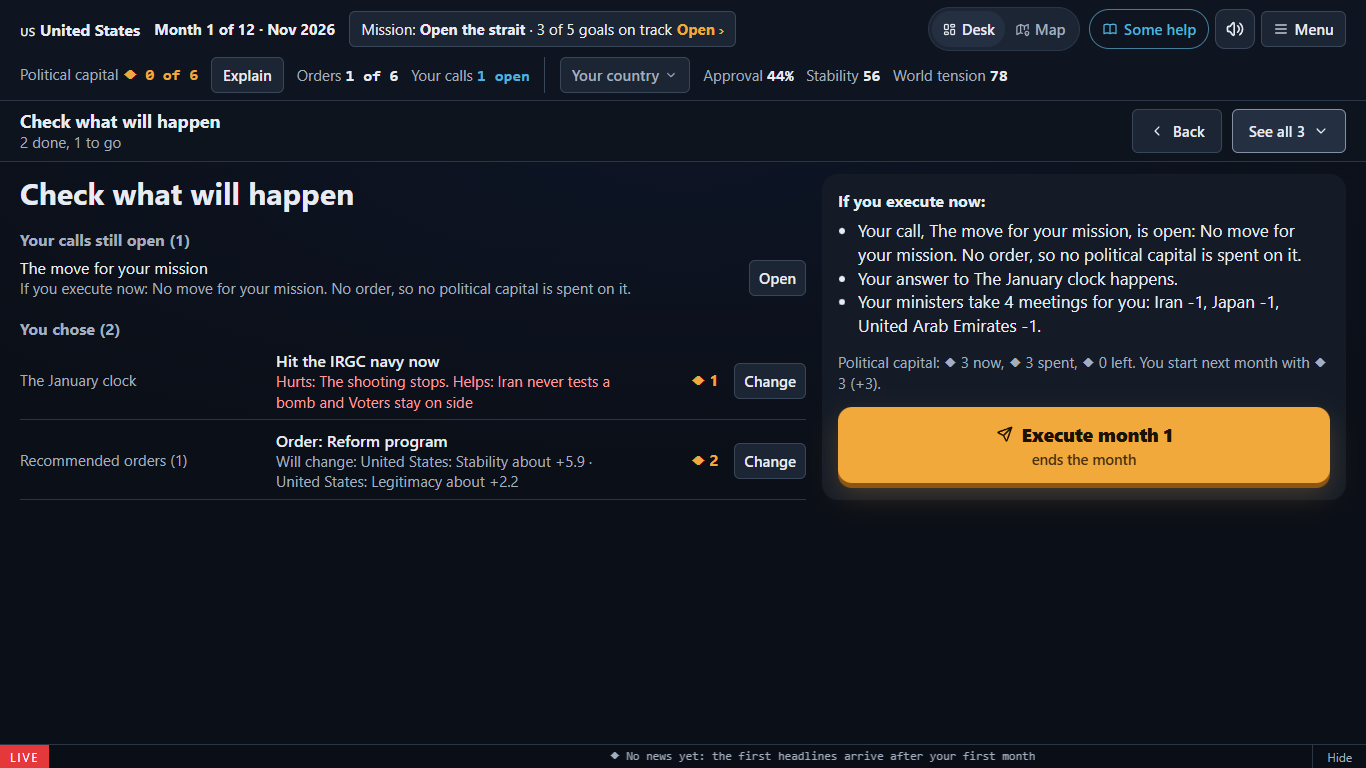 US United States
Month 1 of 12 · Nov 2026
Mission: Open the strait · 3 of 5 goals on track Open ›
Desk
Map
Some help
Menu
Political capital ◆ 0 of 6
Explain
Orders 1 of 6
Your calls 1 open
Your country
Approval 44%
Stability 56
World tension 78
Check what will happen
2 done, 1 to go
Back
See all 3
Check what will happen
Your calls still open (1)
The move for your mission
If you execute now: No move for your mission. No order, so no political capital is spent on it.
Open
You chose (2)
The January clock
Hit the IRGC navy now
Hurts: The shooting stops. Helps: Iran never tests a
bomb and Voters stay on side
◆ 1
Change
Recommended orders (1)
Order: Reform program
Will change: United States: Stability about +5.9 ·
United States: Legitimacy about +2.2
◆ 2
Change
If you execute now:
• Your call, The move for your mission, is open: No move for
your mission. No order, so no political capital is spent on it.
• Your answer to The January clock happens.
• Your ministers take 4 meetings for you: Iran -1, Japan -1,
United Arab Emirates -1.
Political capital: ◆ 3 now, ◆ 3 spent, ◆ 0 left. You start next month with ◆
3 (+3).
Execute month 1
ends the month
LIVE
◆ No news yet: the first headlines arrive after your first month
Hide